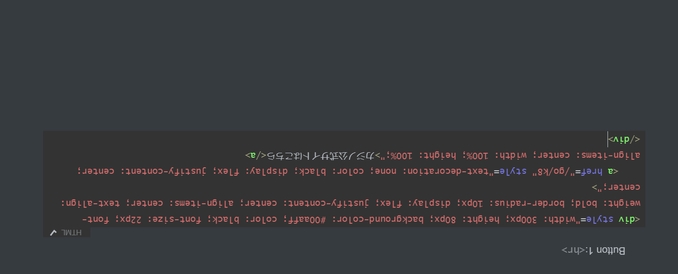 Button 1:<hr>
HTML
<div style="width: 300px; height: 80px; background-color: #00aaff; color: black; font-size: 22px; font-
weight: bold; border-radius: 10px; display: flex; justify-content: center; align-items: center; text-align:
center;">
<a href="/go/k8" style="text-decoration: none; color: black; display: flex; justify-content: center;
align-items: center; width: 100%; height: 100%;">カジノ公式サイトはこちら</a>
</div>